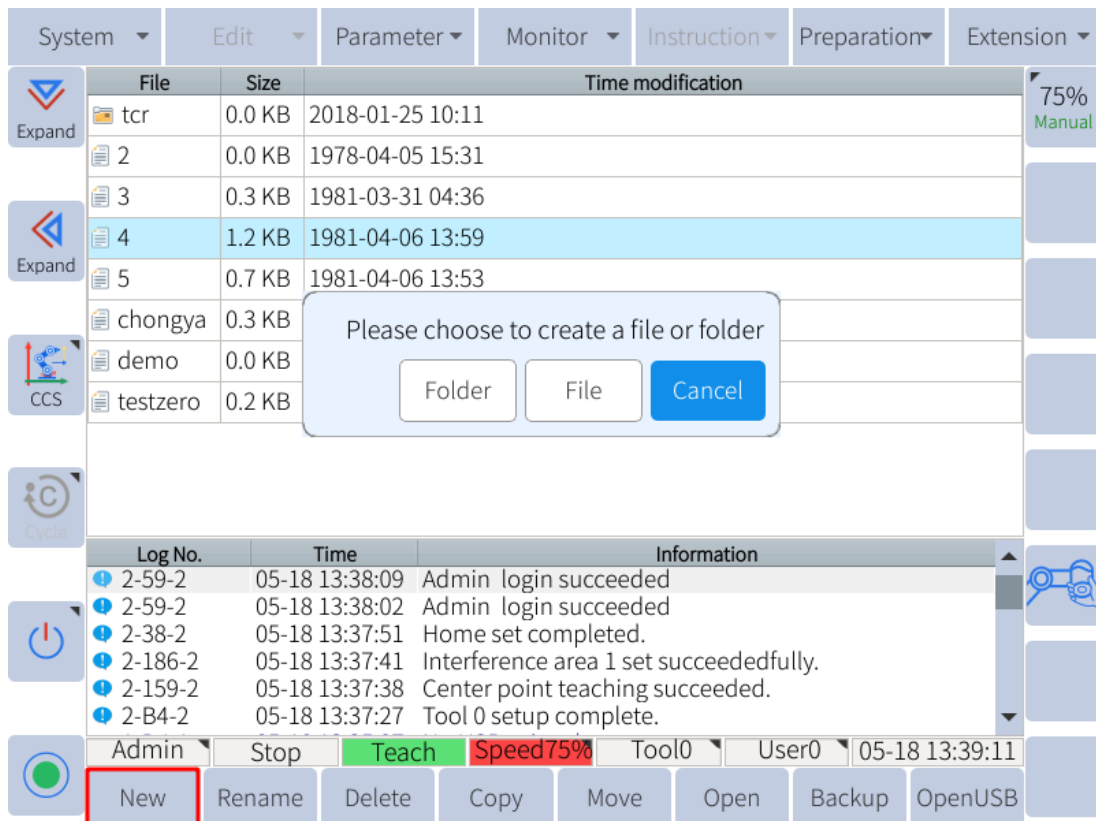 System Edit Parameter Monitor Instruction Preparation Extension
File Size Time modification
Expand
tcr 0.0 KB 2018-01-25 10:11
75%
Manual
2 0.0 KB 1978-04-05 15:31
3 0.3 KB 1981-03-31 04:36
4 1.2 KB 1981-04-06 13:59
Expand
5 0.7 KB 1981-04-06 13:53
chongya 0.3 KB
Please choose to create a file or folder
demo 0.0 KB
Folder File Cancel
CCS
testzero 0.2 KB
Cycle
Log No. Time Information
2-59-2 05-18 13:38:09 Admin login succeeded
2-59-2 05-18 13:38:02 Admin login succeeded
2-38-2 05-18 13:37:51 Home set completed.
2-186-2 05-18 13:37:41 Interference area 1 set succeededfully.
2-159-2 05-18 13:37:38 Center point teaching succeeded.
2-B4-2 05-18 13:37:27 Tool 0 setup complete.
Admin Stop Teach Speed75% Tool0 User0 05-18 13:39:11
New Rename Delete Copy Move Open Backup OpenUSB